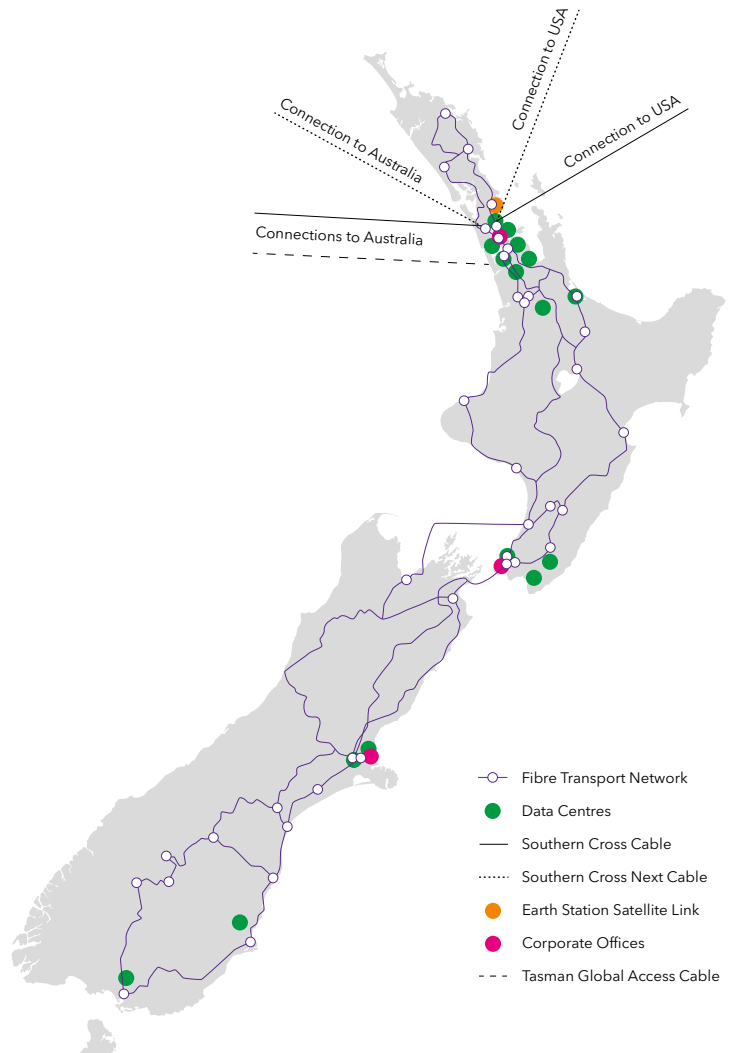 Connection to USA
Connection to USA
Connection to Australia
Connections to Australia
Fibre Transport Network
Data Centres
Southern Cross Cable
Southern Cross Next Cable
Earth Station Satellite Link
Corporate Offices
Tasman Global Access Cable